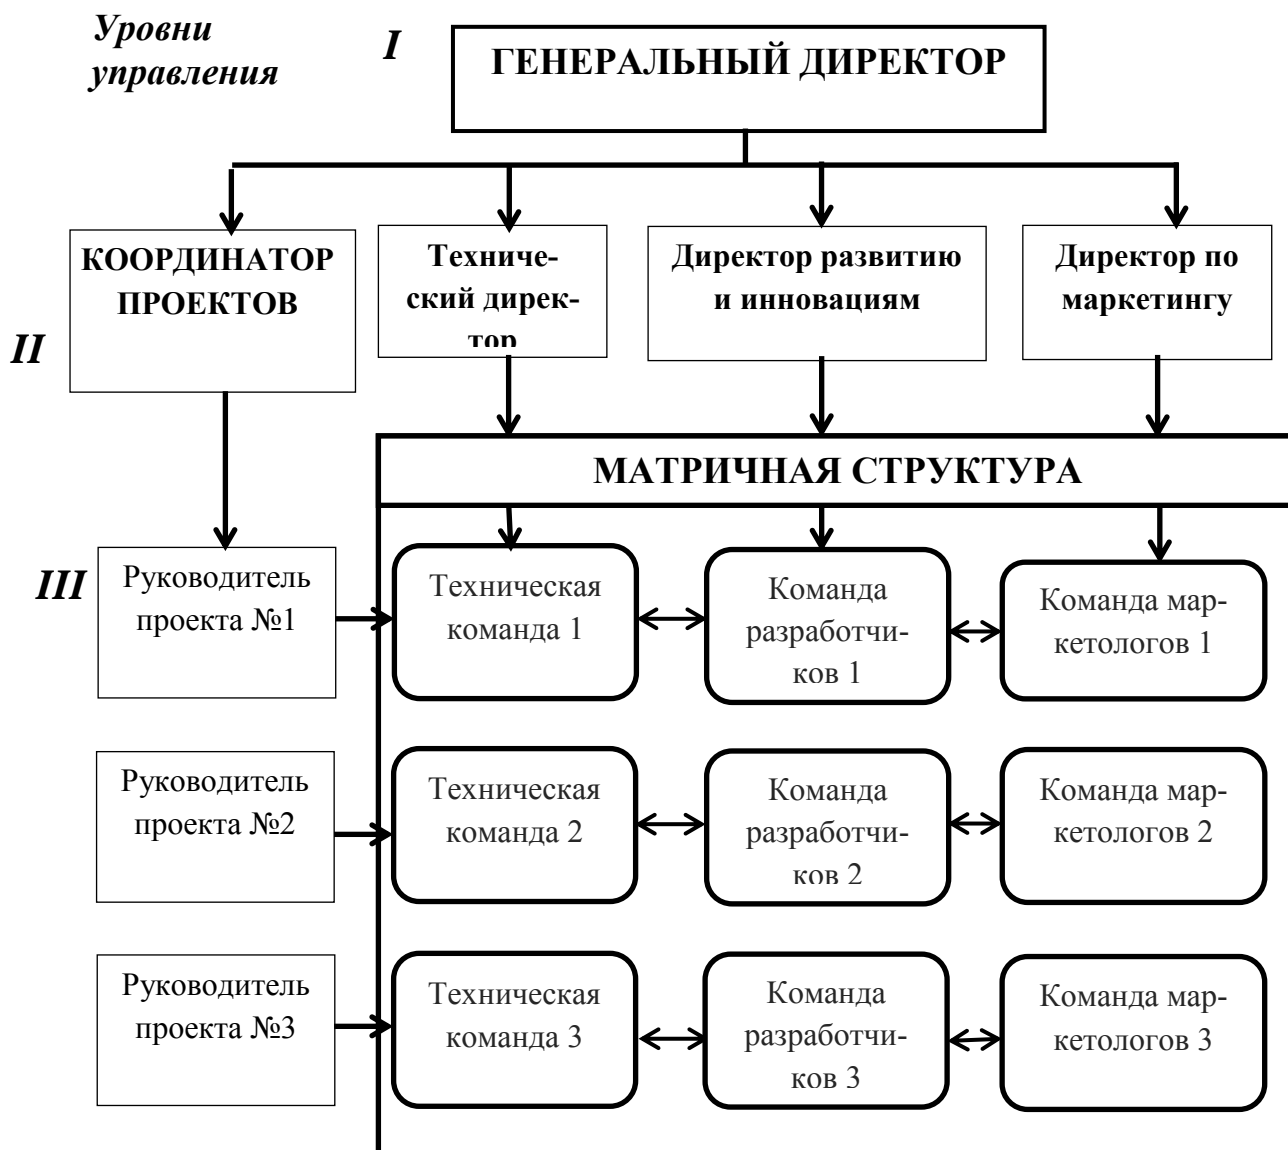 Уровни
управления
I
ГЕНЕРАЛЬНЫЙ ДИРЕКТОР
КООРДИНАТОР
ПРОЕКТОВ
Техниче-
ский дирек-
тор
Директор развитию
и инновациям
Директор по
маркетингу
II
МАТРИЧНАЯ СТРУКТУРА
III
Руководитель
проекта №1
Техническая
команда 1
Команда
разработчи-
ков 1
Команда мар-
кетологов 1
Руководитель
проекта №2
Техническая
команда 2
Команда
разработчи-
ков 2
Команда мар-
кетологов 2
Руководитель
проекта №3
Техническая
команда 3
Команда
разработчи-
ков 3
Команда мар-
кетологов 3